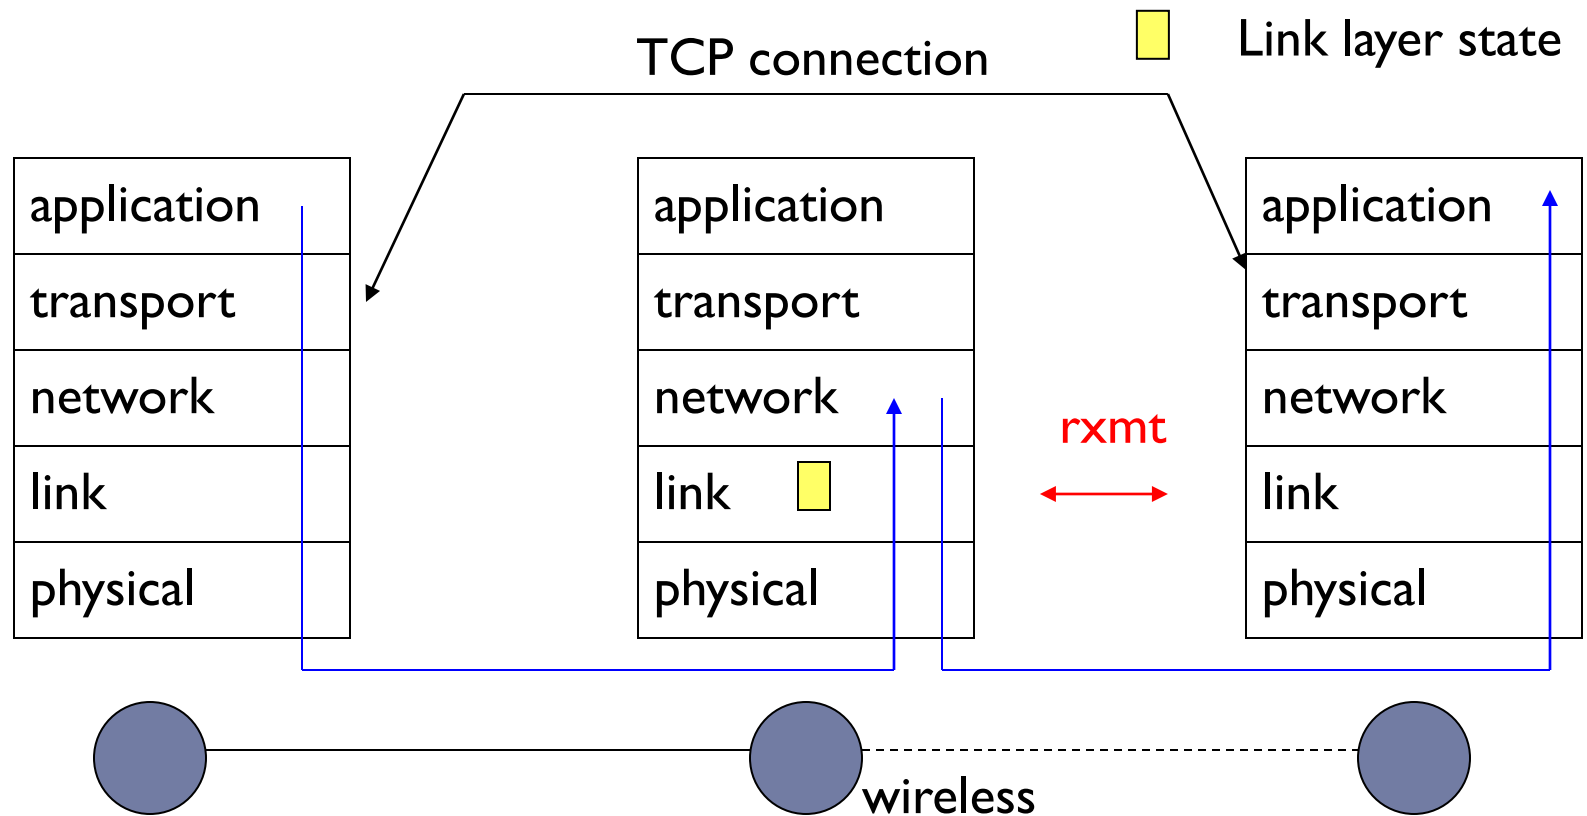 TCP connection
Link layer state
application
transport
network
link
physical
application
transport
network
link
physical
rxmt
application
transport
network
link
physical
wireless